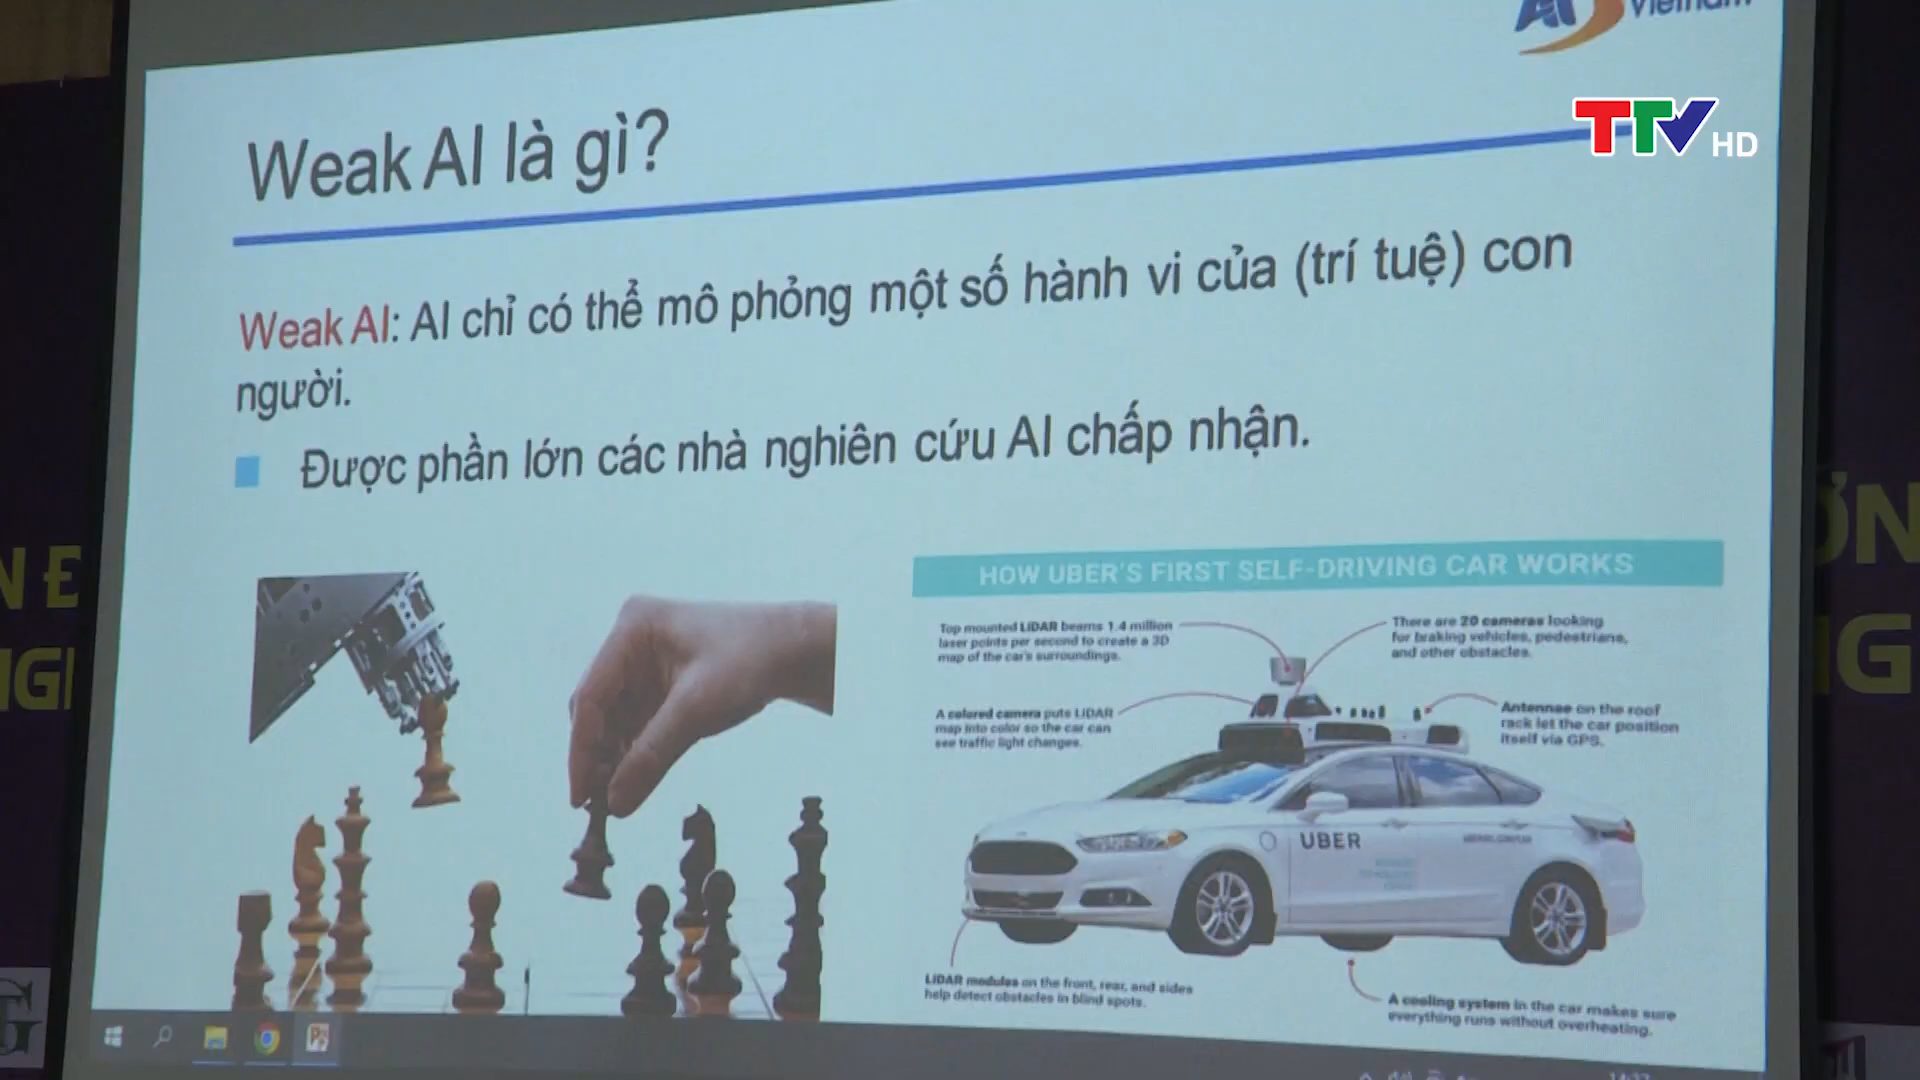 Vietnam
TTV HD
Weak AI là gì?
Weak AI: AI chỉ có thể mô phỏng một số hành vi của (trí tuệ) con
người.
Được phần lớn các nhà nghiên cứu AI chấp nhận.
HOW UBER'S FIRST SELF-DRIVING CAR WORKS
Top mounted LiDAR beams 1.4 million
laser points per second to create a 3D
map of the car's surroundings.
There are 20 cameras looking
for braking vehicles, pedestrians,
and other obstacles.
A colored camera puts LiDAR
map into color so the car can
see traffic light changes.
Antennae on the roof
rack let the car position
itself via GPS.
UBER
LiDAR modules on the front, rear, and sides
help detect obstacles in blind spots.
A cooling system in the car makes sure
everything runs without overheating.